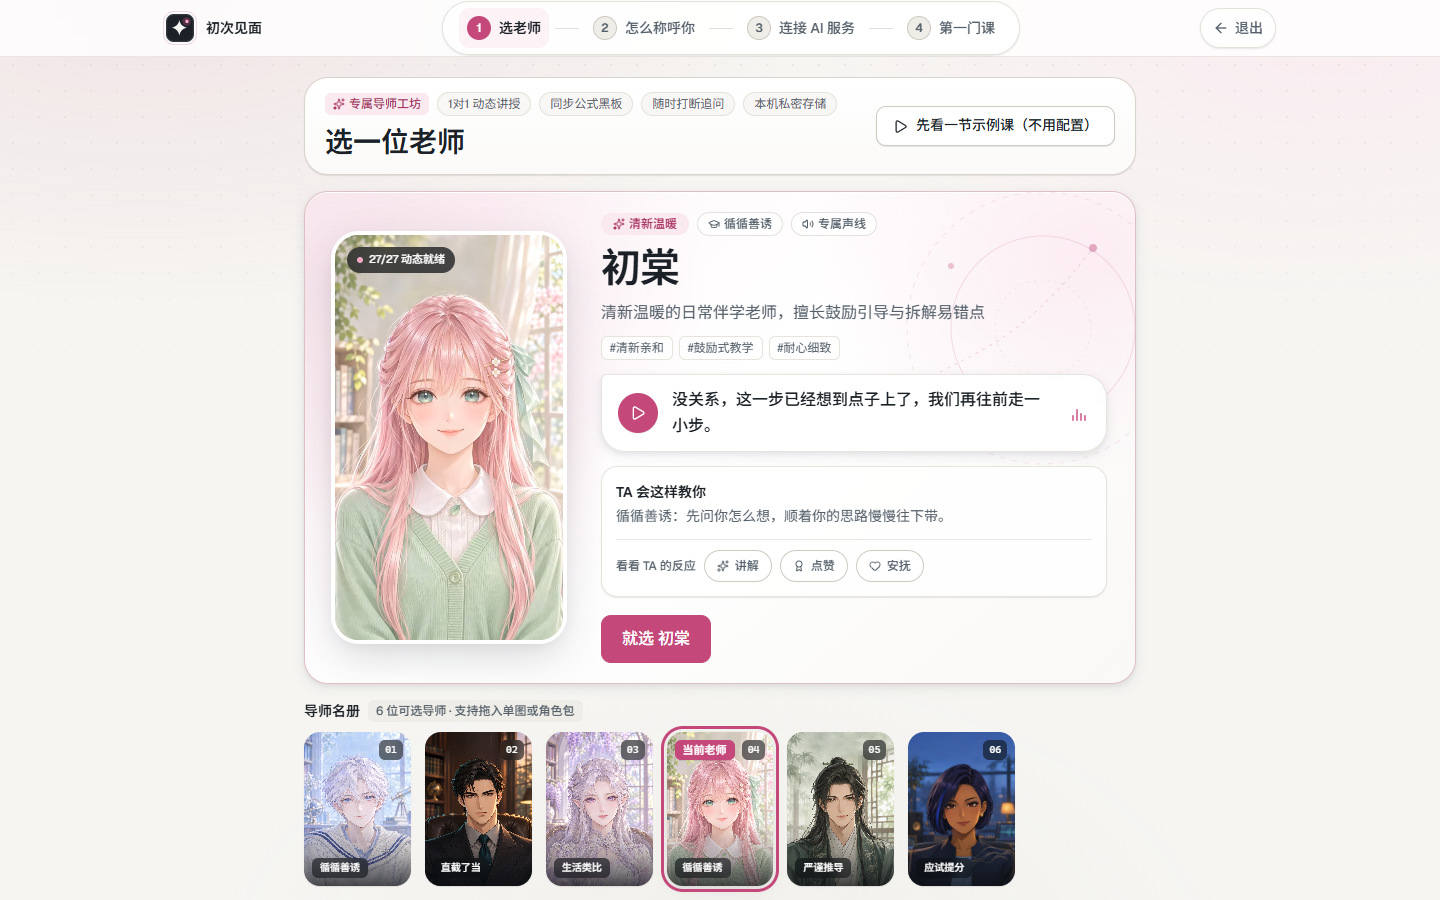 初次见面
1 选老师
2 怎么称呼你
3 连接 AI 服务
4 第一门课
退出
专属导师工坊
1对1 动态讲授
同步公式黑板
随时打断追问
本机私密存储
选一位老师
先看一节示例课（不用配置）
27/27 动态就绪
清新温暖
循循善诱
专属声线
初棠
清新温暖的日常伴学老师，擅长鼓励引导与拆解易错点
#清新亲和
#鼓励式教学
#耐心细致
没关系，这一步已经想到点子上了，我们再往前走一
小步。
TA 会这样教你
循循善诱：先问你怎么想，顺着你的思路慢慢往下带。
看看 TA 的反应
讲解
点赞
安抚
就选 初棠
导师名册
6 位可选导师 · 支持拖入单图或角色包
01
循循善诱
02
直截了当
03
生活类比
当前老师
04
循循善诱
05
严谨推导
06
应试提分